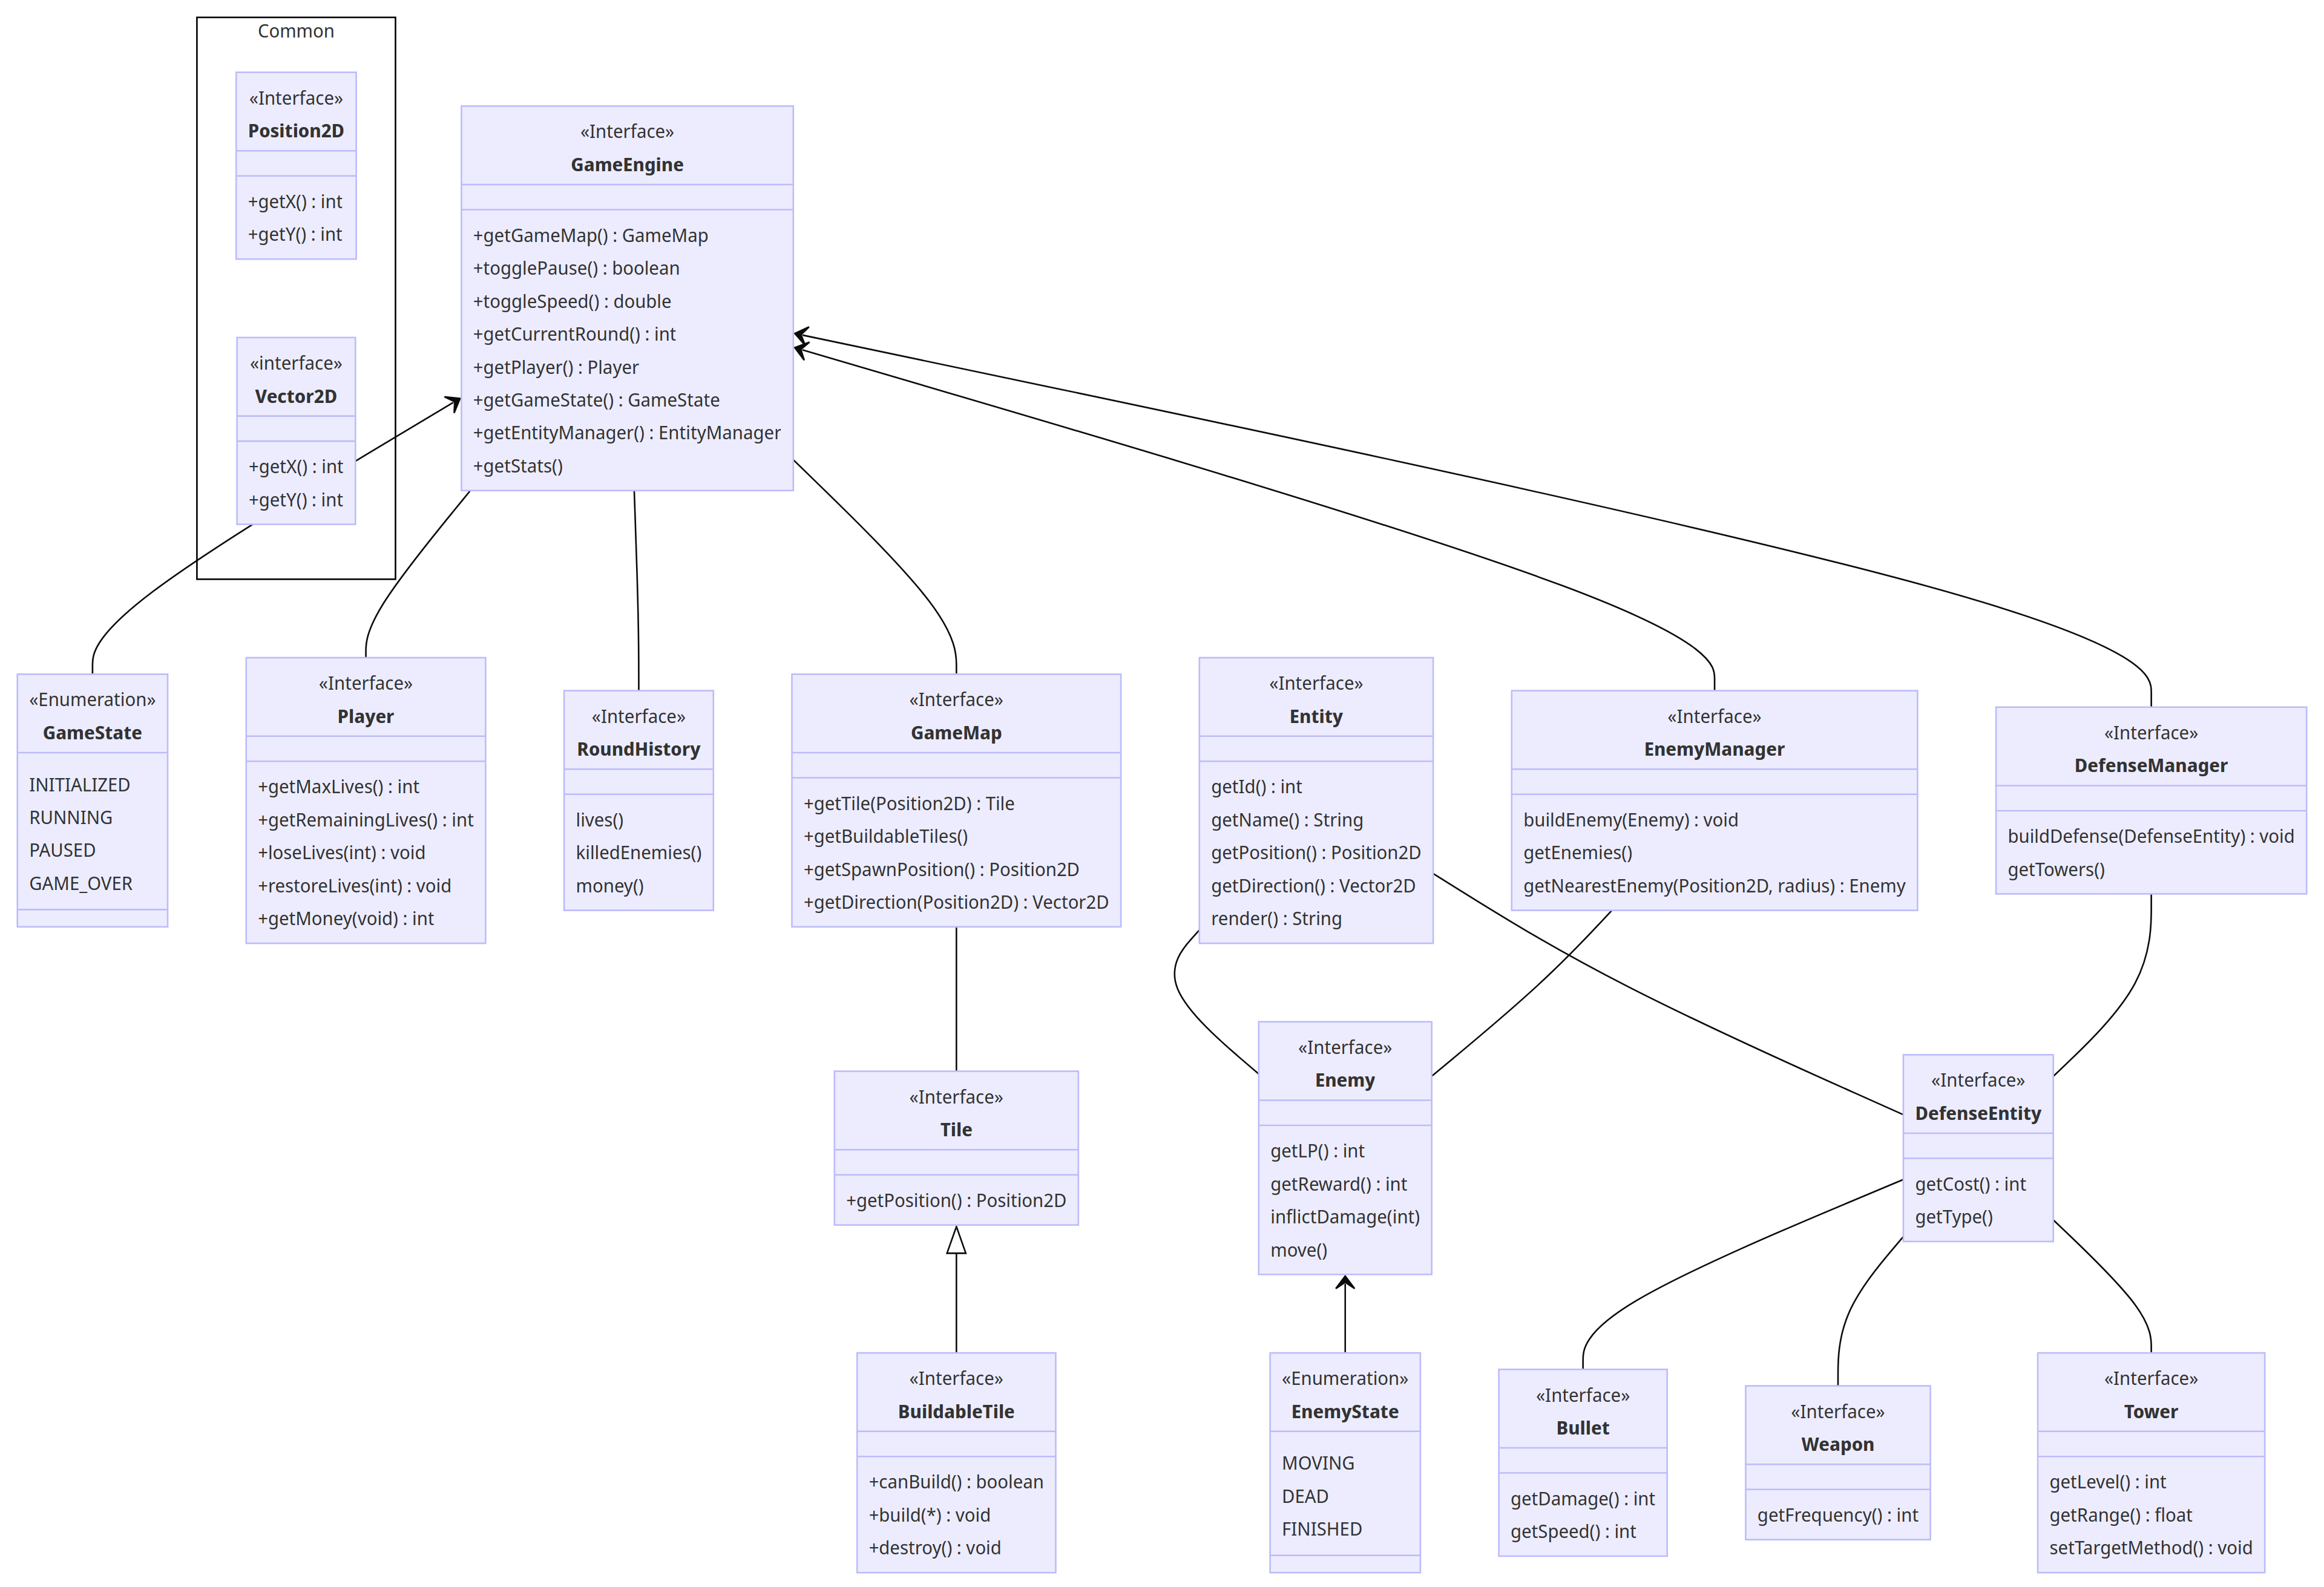 Common
«Interface»
Position2D
+getX() : int
+getY() : int
«interface»
Vector2D
+getX() : int
+getY() : int
«Interface»
GameEngine
+getGameMap() : GameMap
+togglePause() : boolean
+toggleSpeed() : double
+getCurrentRound() : int
+getPlayer() : Player
+getGameState() : GameState
+getEntityManager() : EntityManager
+getStats()
«Enumeration»
GameState
INITIALIZED
RUNNING
PAUSED
GAME_OVER
«Interface»
Player
+getMaxLives() : int
+getRemainingLives() : int
+loseLives(int) : void
+restoreLives(int) : void
+getMoney(void) : int
«Interface»
RoundHistory
lives()
killedEnemies()
money()
«Interface»
GameMap
+getTile(Position2D) : Tile
+getBuildableTiles()
+getSpawnPosition() : Position2D
+getDirection(Position2D) : Vector2D
«Interface»
Entity
getId() : int
getName() : String
getPosition() : Position2D
getDirection() : Vector2D
render() : String
«Interface»
EnemyManager
buildEnemy(Enemy) : void
getEnemies()
getNearestEnemy(Position2D, radius) : Enemy
«Interface»
DefenseManager
buildDefense(DefenseEntity) : void
getTowers()
«Interface»
Tile
+getPosition() : Position2D
«Interface»
Enemy
getLP() : int
getReward() : int
inflictDamage(int)
move()
«Interface»
DefenseEntity
getCost() : int
getType()
«Interface»
BuildableTile
+canBuild() : boolean
+build(*) : void
+destroy() : void
«Enumeration»
EnemyState
MOVING
DEAD
FINISHED
«Interface»
Bullet
getDamage() : int
getSpeed() : int
«Interface»
Weapon
getFrequency() : int
«Interface»
Tower
getLevel() : int
getRange() : float
setTargetMethod() : void